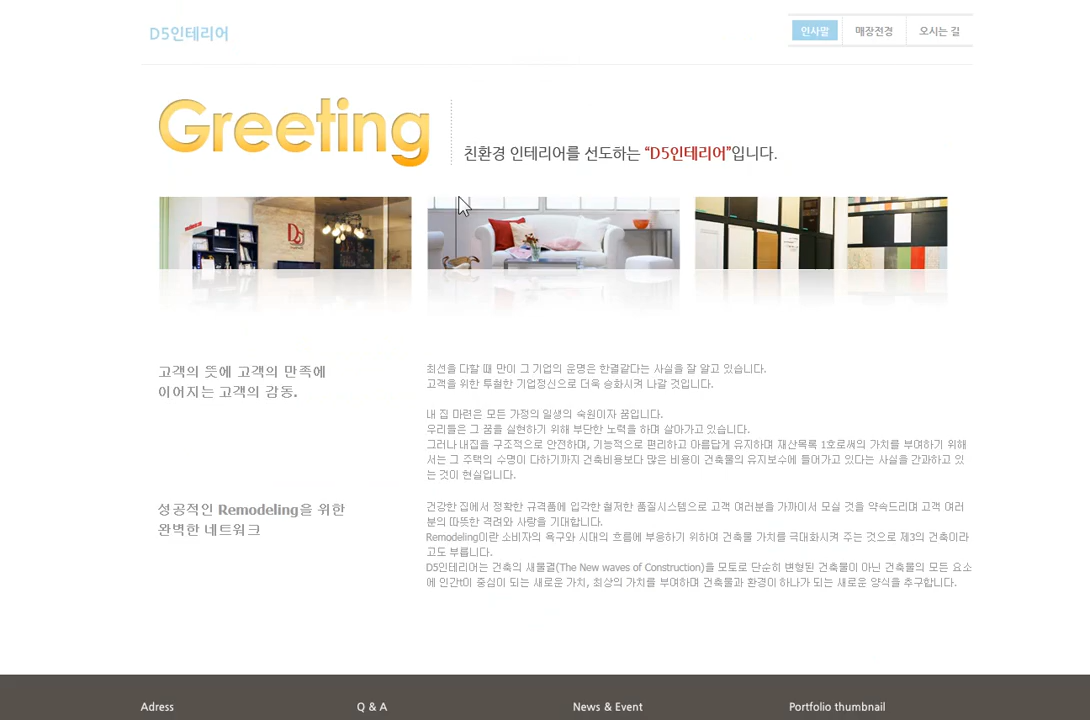 D5인테리어
인사말 매장전경 오시는 길
Greeting
친환경 인테리어를 선도하는 “D5인테리어”입니다.
D5
고객의 뜻에 고객의 만족에
이어지는 고객의 감동.
최선을 다할 때 만이 그 기업의 운명은 한결같다는 사실을 잘 알고 있습니다.
고객을 위한 투철한 기업정신으로 더욱 승화시켜 나갈 것입니다.
내 집 마련은 모든 가정의 일생의 숙원이자 꿈입니다.
우리들은 그 꿈을 실현하기 위해 부단한 노력을 하며 살아가고 있습니다.
그러나 내집을 구조적으로 안전하며, 기능적으로 편리하고 아름답게 유지하며 재산목록 1호로써의 가치를 부여하기 위해
서는 그 주택의 수명이 다하기까지 건축비용보다 많은 비용이 건축물의 유지보수에 들어가고 있다는 사실을 간과하고 있
는 것이 현실입니다.
성공적인 Remodeling을 위한
완벽한 네트워크
건강한 집에서 정확한 규격품에 입각한 철저한 품질시스템으로 고객 여러분을 가까이서 모실 것을 약속드리며 고객 여러
분의 따뜻한 격려와 사랑을 기대합니다.
Remodeling이란 소비자의 욕구와 시대의 흐름에 부응하기 위하여 건축물 가치를 극대화시켜 주는 것으로 제3의 건축이라
고도 부릅니다.
D5인테리어는 건축의 새물결(The New waves of Construction)을 모토로 단순히 변형된 건축물이 아닌 건축물의 모든 요소
에 인간t이 중심이 되는 새로운 가치, 최상의 가치를 부여하며 건축물과 환경이 하나가 되는 새로운 양식을 추구합니다.
Adress Q & A News & Event Portfolio thumbnail